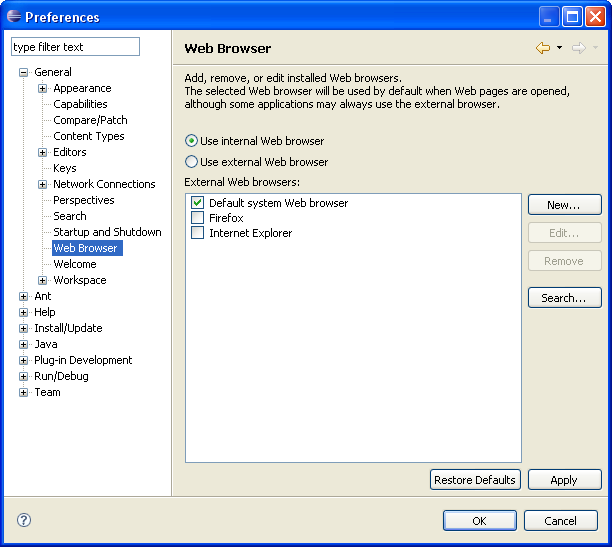 Preferences
type filter text
General
Appearance
Capabilities
Compare/Patch
Content Types
Editors
Keys
Network Connections
Perspectives
Search
Startup and Shutdown
Web Browser
Welcome
Workspace
Ant
Help
Install/Update
Java
Plug-in Development
Run/Debug
Team
Web Browser
Add, remove, or edit installed Web browsers.
The selected Web browser will be used by default when Web pages are opened,
although some applications may always use the external browser.
Use internal Web browser
Use external Web browser
External Web browsers:
Default system Web browser
Firefox
Internet Explorer
New...
Edit...
Remove
Search...
Restore Defaults
Apply
?
OK
Cancel